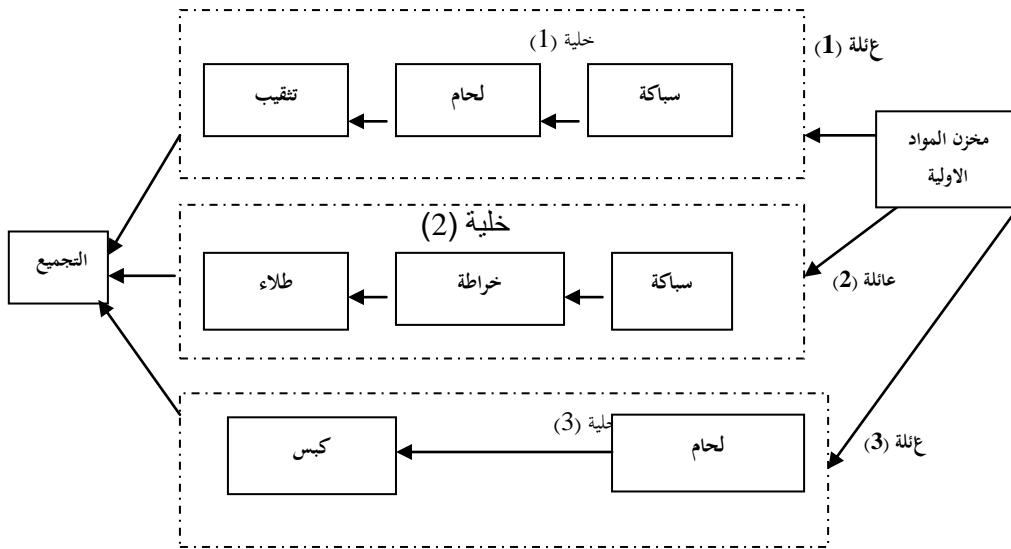 خلية (1)
عائلة (1)
سباكة
لحام
تثقيب
مخزن المواد
الاولية
خلية (2)
عائلة (2)
سباكة
خراطة
طلاء
التجميع
خلية (3)
عائلة (3)
لحام
كبس